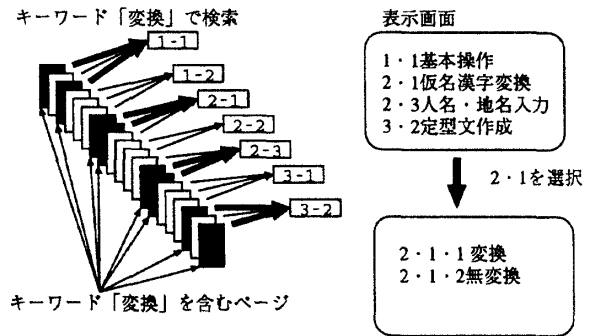 キーワード「変換」で検索
1-1
1-2
2-1
2-2
2-3
3-1
3-2
キーワード「変換」を含むページ
表示画面
1・1基本操作
2・1仮名漢字変換
2・3人名・地名入力
3・2定型文作成
2・1を選択
2・1・1変換
2・1・2無変換